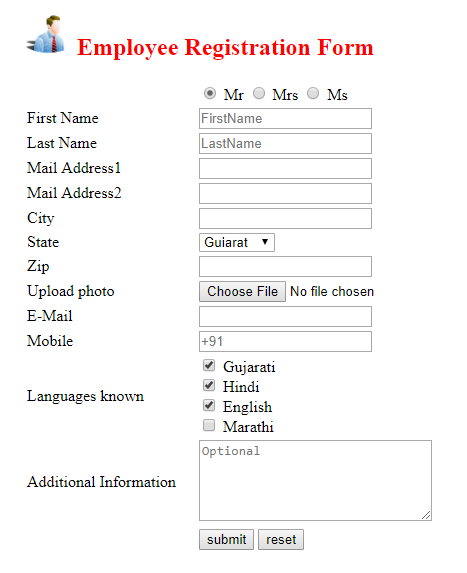 Employee Registration Form
Mr Mrs Ms
First Name FirstName
Last Name LastName
Mail Address1
Mail Address2
City
State Gujarat
Zip
Upload photo Choose File No file chosen
E-Mail
Mobile +91
Gujarati
Hindi
Languages known
English
Marathi
Optional
Additional Information
submit reset